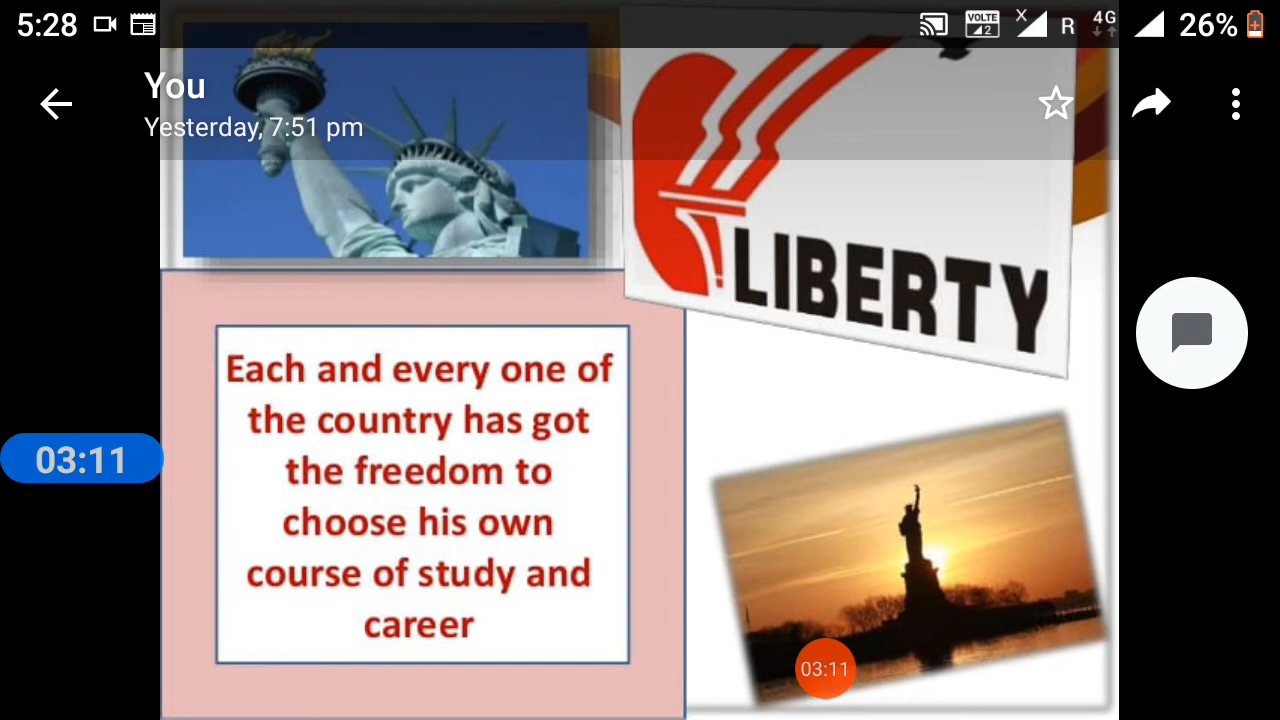 5:28
VOLTE
2
X
R
4G
26%
You
Yesterday, 7:51 pm
LIBERTY
Each and every one of
the country has got
the freedom to
choose his own
course of study and
career
03:11
03:11